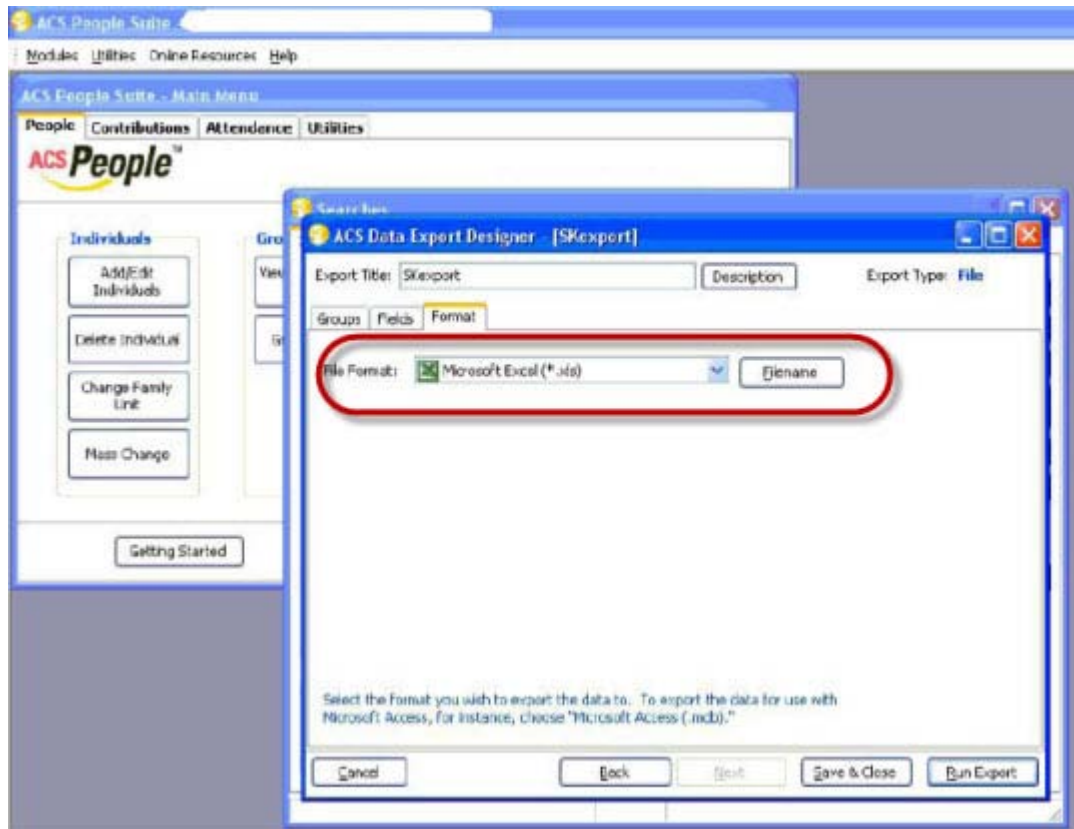 ACS People Suite
Modules Utilities Online Resources Help
ACS People Suite - Main Menu
People Contributions Attendance Utilities
ACS People™
Individuals
Add/Edit Individuals
Delete Individual
Change Family Unit
Mass Change
Getting Started
Searches
ACS Data Export Designer - [SKexport]
Export Title: SKexport Description Export Type: File
Groups Fields Format
File Format: Microsoft Excel (*.xls) Filename
Select the format you wish to export the data to. To export the data for use with
Microsoft Access, for instance, choose "Microsoft Access (.mdb)."
Cancel Back Next Save & Close Run Export